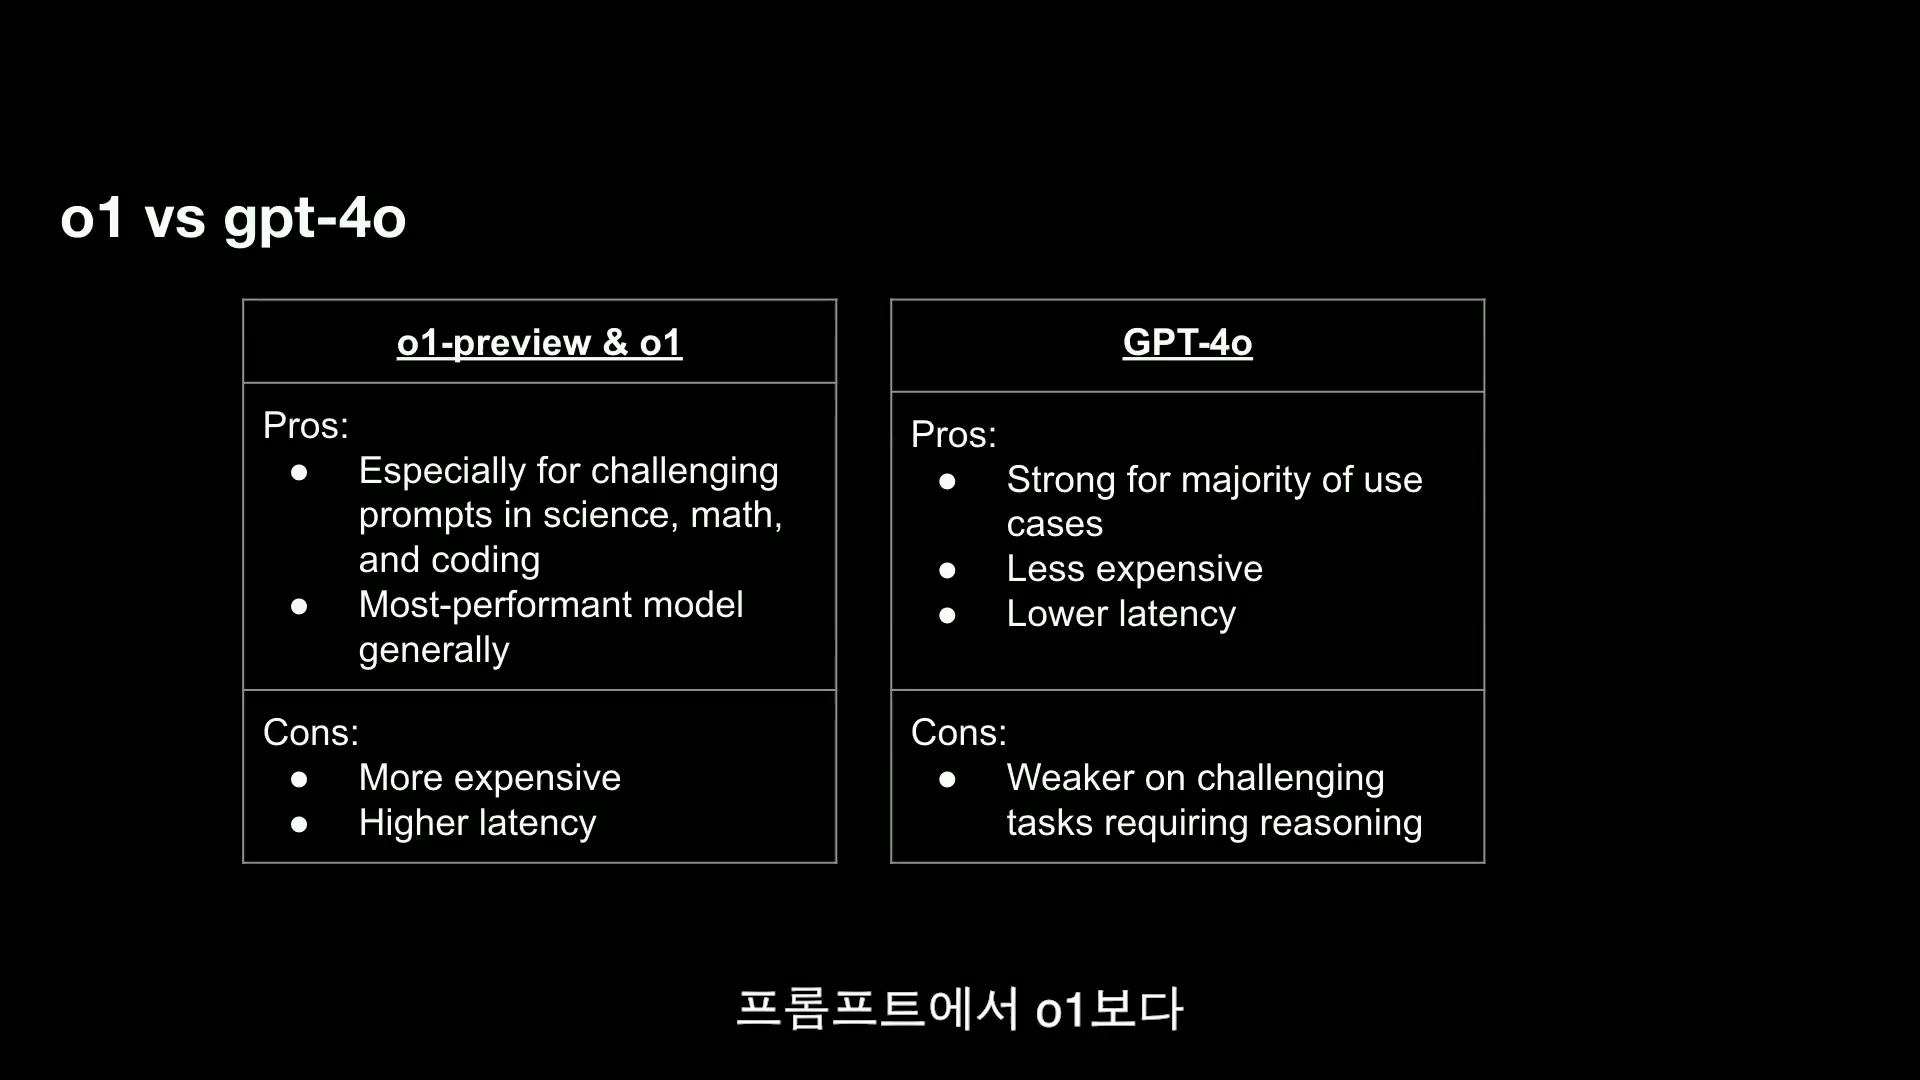 o1 vs gpt-4o
o1-preview & o1
Pros:
● Especially for challenging
prompts in science, math,
and coding
● Most-performant model
generally
Cons:
● More expensive
● Higher latency
GPT-4o
Pros:
● Strong for majority of use
cases
● Less expensive
● Lower latency
Cons:
● Weaker on challenging
tasks requiring reasoning
프롬프트에서 o1보다